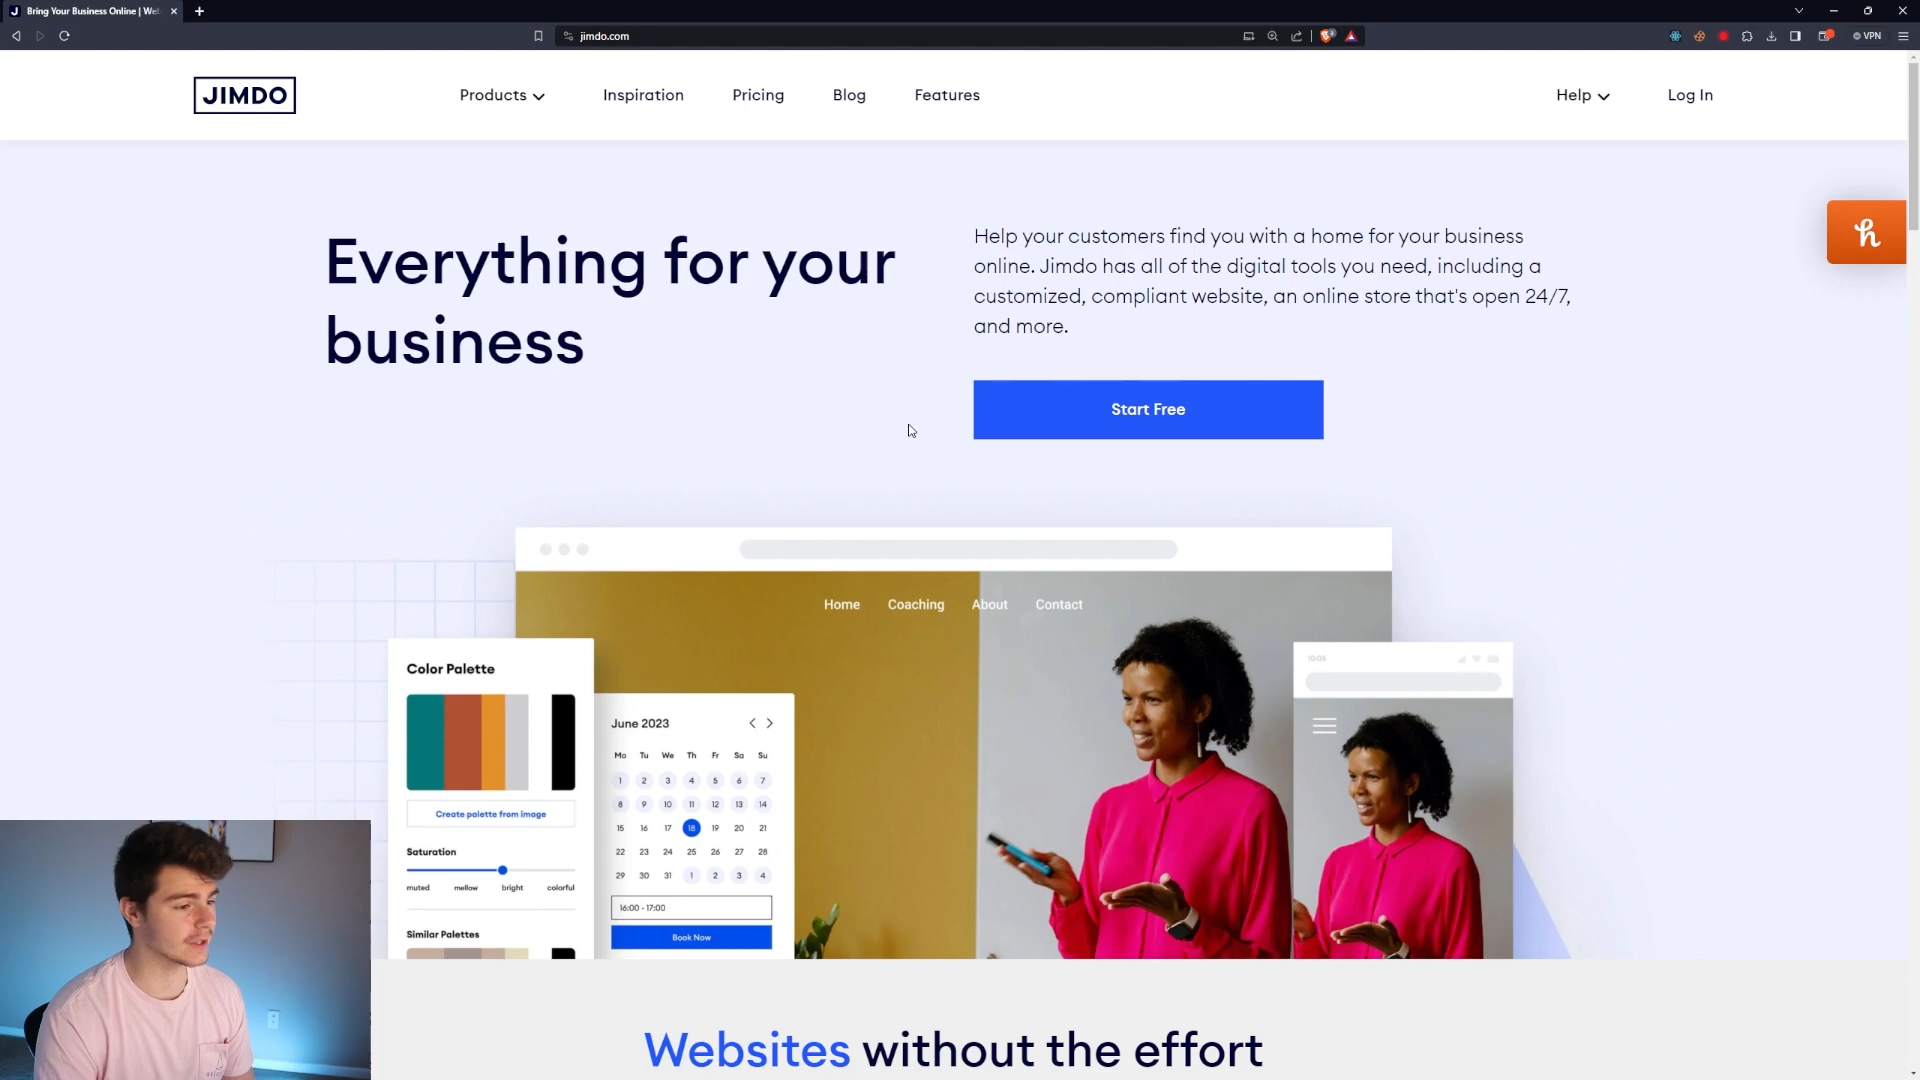 Bring Your Business Online | We
jimdo.com
VPN
JIMDO
Products
Inspiration
Pricing
Blog
Features
Help
Log In
Everything for your
business
Help your customers find you with a home for your business
online. Jimdo has all of the digital tools you need, including a
customized, compliant website, an online store that's open 24/7,
and more.
Start Free
h
Home Coaching About Contact
Color Palette
Create palette from image
Saturation
muted mellow bright colorful
Similar Palettes
June 2023
Mo Tu We Th Fr Sa Su
1 2 3 4 5 6 7
8 9 10 11 12 13 14
15 16 17 18 19 20 21
22 23 24 25 26 27 28
29 30 31 1 2 3 4
16:00 - 17:00
Book Now
Websites without the effort